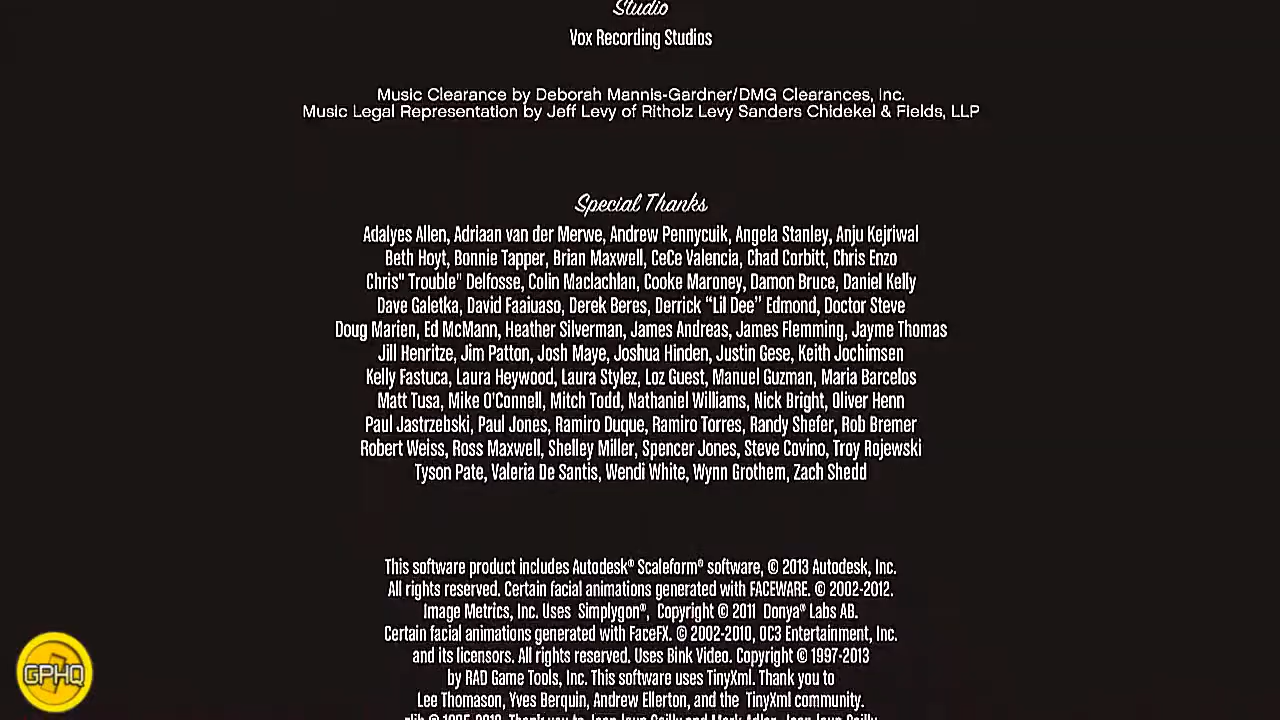 Studio
Vox Recording Studios
Music Clearance by Deborah Mannis-Gardner/DMG Clearances, Inc.
Music Legal Representation by Jeff Levy of Ritholz Levy Sanders Chidekel & Fields, LLP
Special Thanks
Adalyes Allen, Adriaan van der Merwe, Andrew Pennycuik, Angela Stanley, Anju Kejriwal
Beth Hoyt, Bonnie Tapper, Brian Maxwell, CeCe Valencia, Chad Corbitt, Chris Enzo
Chris" Trouble" Delfosse, Colin Maclachlan, Cooke Maroney, Damon Bruce, Daniel Kelly
Dave Galetka, David Faaiuaso, Derek Beres, Derrick “Lil Dee” Edmond, Doctor Steve
Doug Marien, Ed McMann, Heather Silverman, James Andreas, James Flemming, Jayme Thomas
Jill Henritze, Jim Patton, Josh Maye, Joshua Hinden, Justin Gese, Keith Jochimsen
Kelly Fastuca, Laura Heywood, Laura Stylez, Loz Guest, Manuel Guzman, Maria Barcelos
Matt Tusa, Mike O'Connell, Mitch Todd, Nathaniel Williams, Nick Bright, Oliver Henn
Paul Jastrzebski, Paul Jones, Ramiro Duque, Ramiro Torres, Randy Shefer, Rob Bremer
Robert Weiss, Ross Maxwell, Shelley Miller, Spencer Jones, Steve Covino, Troy Rojewski
Tyson Pate, Valeria De Santis, Wendi White, Wynn Grothem, Zach Shedd
This software product includes Autodesk® Scaleform® software, © 2013 Autodesk, Inc.
All rights reserved. Certain facial animations generated with FACEWARE. © 2002-2012.
Image Metrics, Inc. Uses Simplygon®, Copyright © 2011 Donya® Labs AB.
Certain facial animations generated with FaceFX. © 2002-2010, OC3 Entertainment, Inc.
and its licensors. All rights reserved. Uses Bink Video. Copyright © 1997-2013
by RAD Game Tools, Inc. This software uses TinyXml. Thank you to
Lee Thomason, Yves Berquin, Andrew Ellerton, and the TinyXml community.
GPHQ